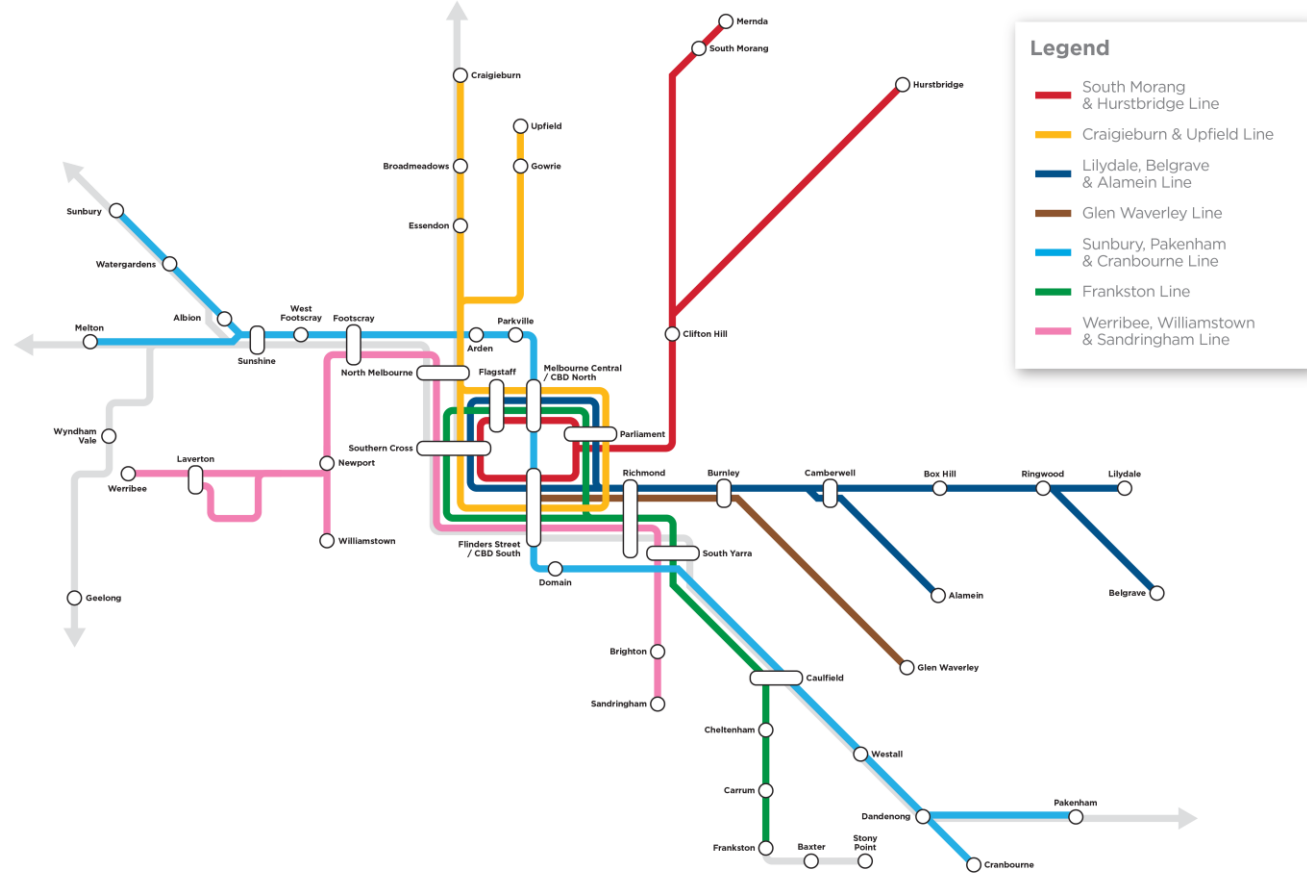 Mernda
South Morang
Craigieburn
Hurstbridge
Upfield
Broadmeadows
Gowrie
Sunbury
Essendon
Watergardens
West
Footscray
Footscray
Albion
Parkville
Melton
Sunshine
Arden
Clifton Hill
North Melbourne
Flagstaff
Melbourne Central
/ CBD North
Wyndham
Vale
Southern Cross
Parliament
Laverton
Newport
Richmond
Burnley
Camberwell
Box Hill
Ringwood
Lilydale
Werribee
Williamstown
Flinders Street
/ CBD South
South Yarra
Domain
Geelong
Alamein
Belgrave
Brighton
Glen Waverley
Caulfield
Sandringham
Cheltenham
Westall
Carrum
Dandenong
Pakenham
Frankston
Baxter
Stony
Point
Cranbourne
Legend
South Morang
& Hurstbridge Line
Craigieburn & Upfield Line
Lilydale, Belgrave
& Alamein Line
Glen Waverley Line
Sunbury, Pakenham
& Cranbourne Line
Frankston Line
Werribee, Williamstown
& Sandringham Line